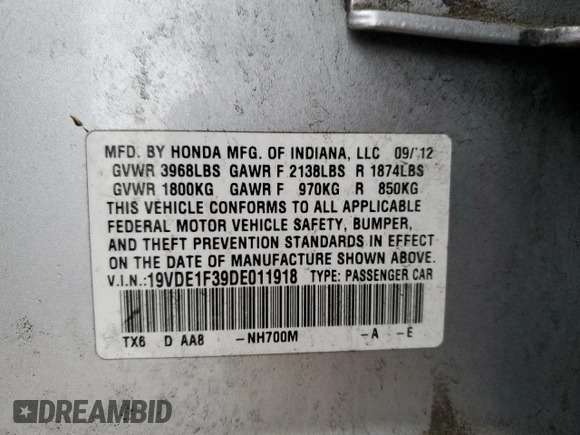 MFD. BY HONDA MFG. OF INDIANA, LLC 09/12
GVWR 3968LBS GAWR F 2138LBS R 1874LBS
GVWR 1800KG GAWR F 970KG R 850KG
THIS VEHICLE CONFORMS TO ALL APPLICABLE
FEDERAL MOTOR VEHICLE SAFETY, BUMPER,
AND THEFT PREVENTION STANDARDS IN EFFECT
ON THE DATE OF MANUFACTURE SHOWN ABOVE.
V.I.N.:19VDE1F39DE011918 TYPE: PASSENGER CAR
TX6 D AA8 -NH700M -A -E
DREAMBID